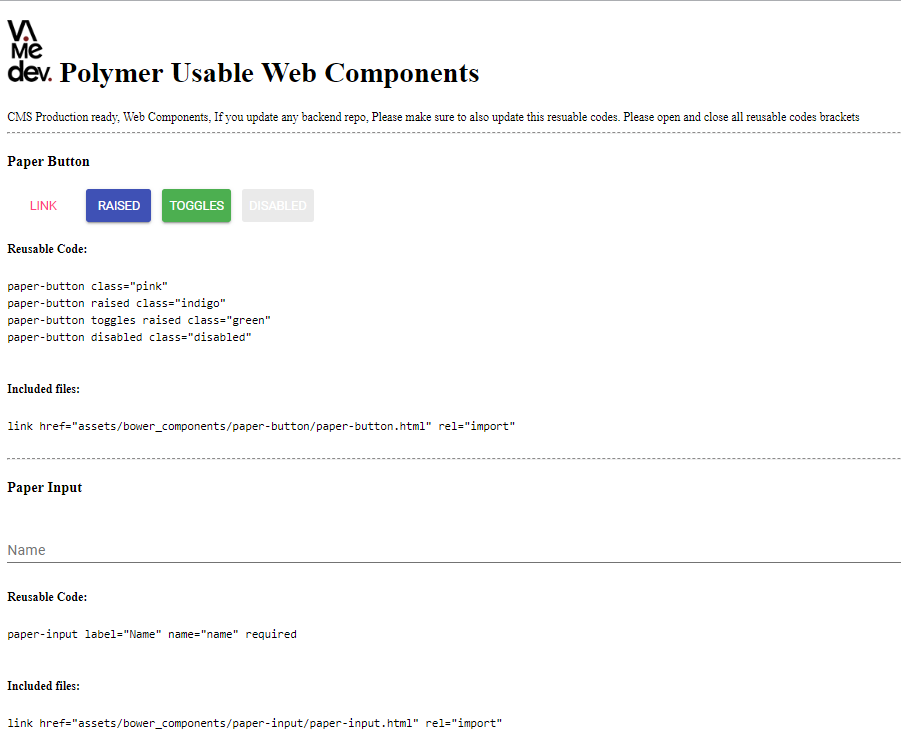 VA
Me
dev. Polymer Usable Web Components
CMS Production ready, Web Components, If you update any backend repo, Please make sure to also update this resuable codes. Please open and close all reusable codes brackets
Paper Button
LINK RAISED TOGGLES DISABLED
Reusable Code:
paper-button class="pink"
paper-button raised class="indigo"
paper-button toggles raised class="green"
paper-button disabled class="disabled"
Included files:
link href="assets/bower_components/paper-button/paper-button.html" rel="import"
Paper Input
Name
Reusable Code:
paper-input label="Name" name="name" required
Included files:
link href="assets/bower_components/paper-input/paper-input.html" rel="import"